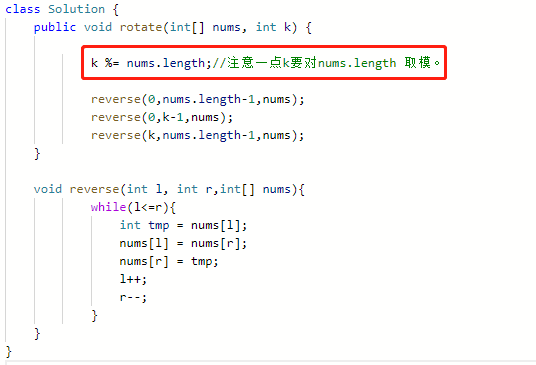 class Solution {
    public void rotate(int[] nums, int k) {
        k %= nums.length;//注意一点k要对nums.length 取模。
        reverse(0,nums.length-1,nums);
        reverse(0,k-1,nums);
        reverse(k,nums.length-1,nums);
    }
    void reverse(int l, int r,int[] nums){
        while(l<=r){
            int tmp = nums[l];
            nums[l] = nums[r];
            nums[r] = tmp;
            l++;
            r--;
        }
    }
}